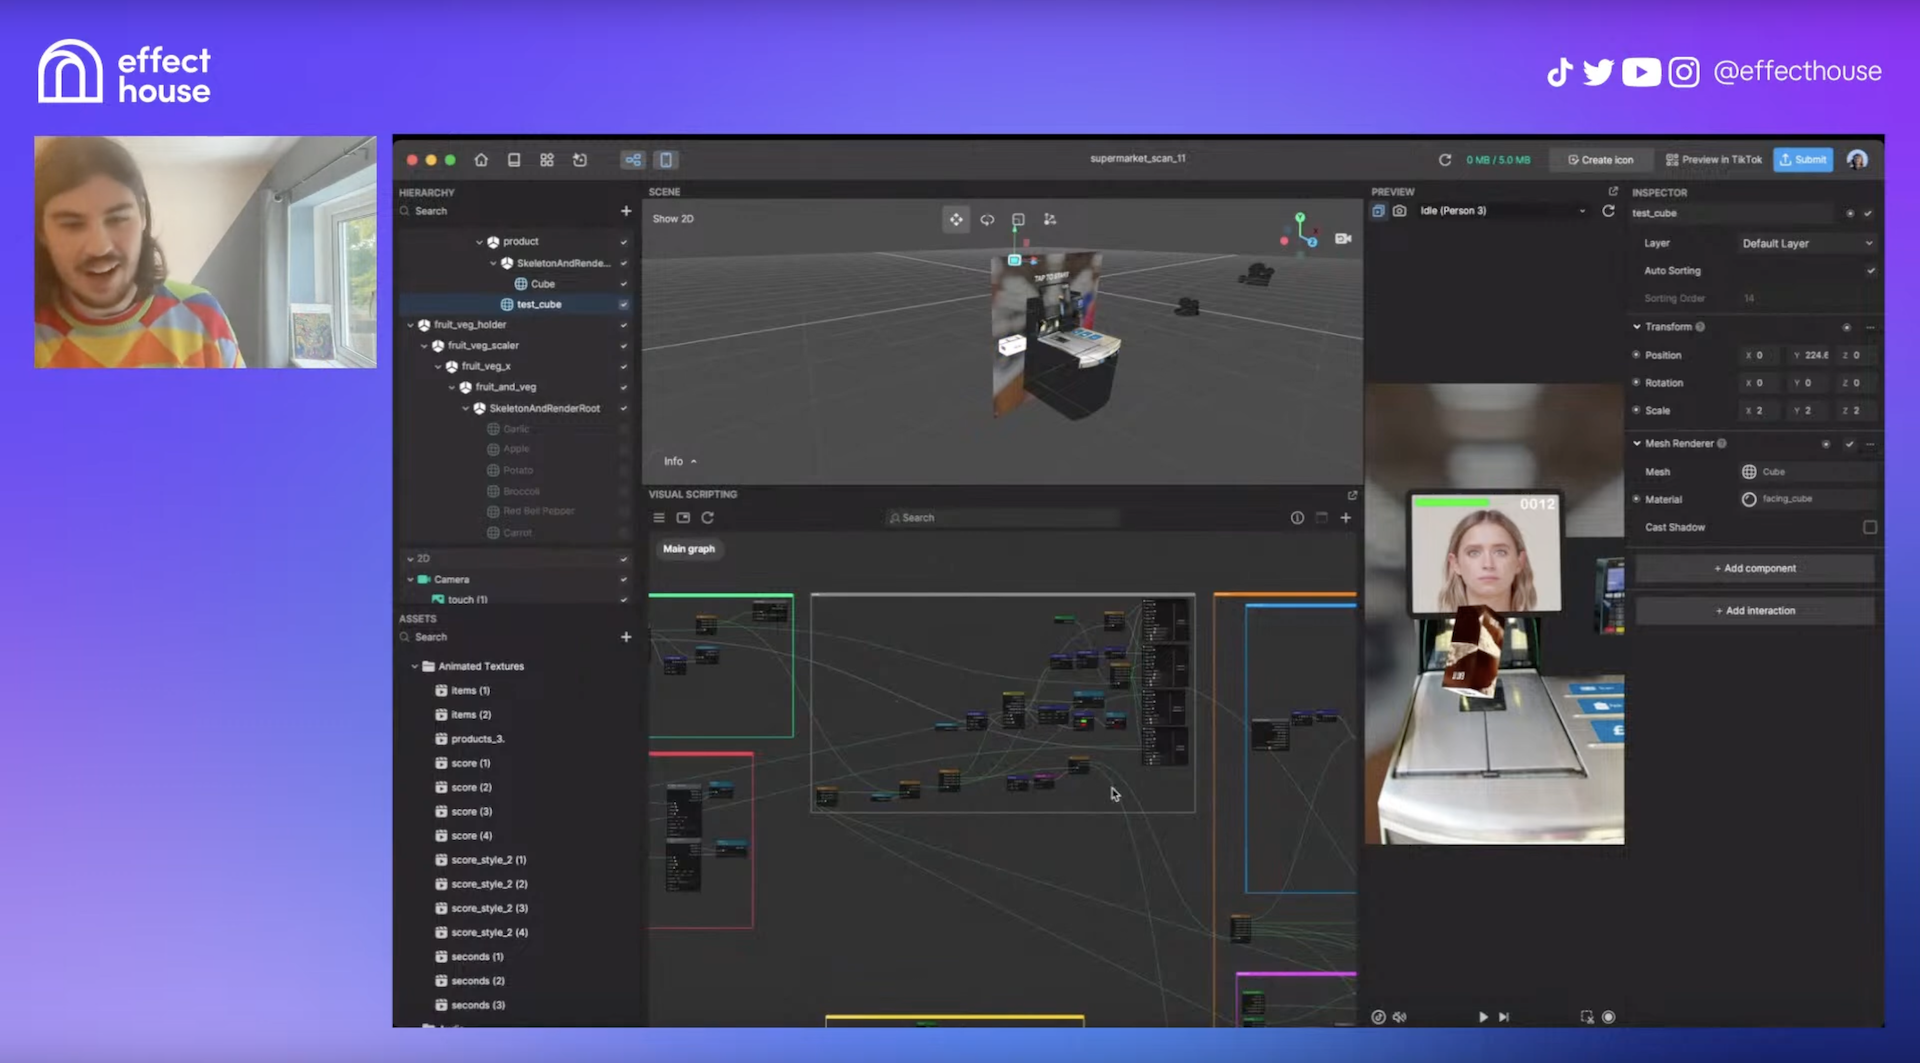 effect
house
@effecthouse
supermarket_scan_11
0 MB / 5.0 MB
Create icon
Preview in TikTok
Submit
HIERARCHY
Search
product
SkeletonAndRende...
Cube
test_cube
fruit_veg_holder
fruit_veg_scaler
fruit_veg_x
fruit_and_veg
SkeletonAndRenderRoot
Garlic
Apple
Potato
Broccoli
Red Bell Pepper
Carrot
2D
Camera
touch (1)
ASSETS
Search
Animated Textures
items (1)
items (2)
products_3.
score (1)
score (2)
score (3)
score (4)
score_style_2 (1)
score_style_2 (2)
score_style_2 (3)
score_style_2 (4)
seconds (1)
seconds (2)
seconds (3)
SCENE
Show 2D
Y
Z
TAP TO START
Info
VISUAL SCRIPTING
Search
Main graph
PREVIEW
Idle (Person 3)
0012
INSPECTOR
test_cube
Layer
Default Layer
Auto Sorting
Sorting Order
14
Transform
Position
X 0
Y 224.6
Z 0
Rotation
X 0
Y 0
Z 0
Scale
X 2
Y 2
Z 2
Mesh Renderer
Mesh
Cube
Material
facing_cube
Cast Shadow
+ Add component
+ Add interaction